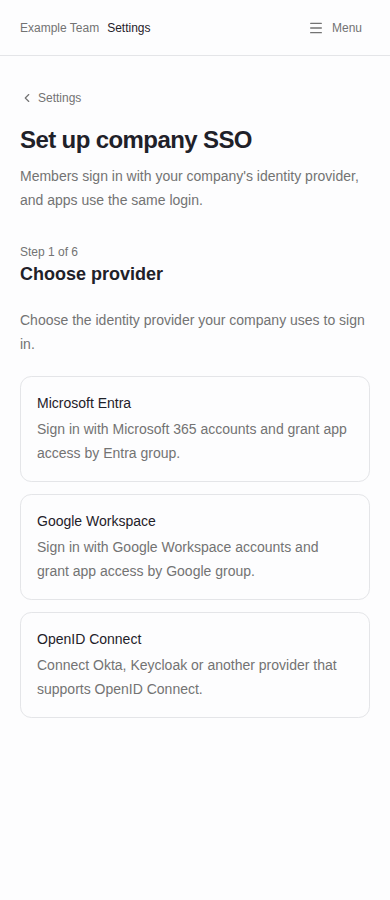 Example Team Settings
Menu
Settings
Set up company SSO
Members sign in with your company's identity provider,
and apps use the same login.
Step 1 of 6
Choose provider
Choose the identity provider your company uses to sign
in.
Microsoft Entra
Sign in with Microsoft 365 accounts and grant app
access by Entra group.
Google Workspace
Sign in with Google Workspace accounts and
grant app access by Google group.
OpenID Connect
Connect Okta, Keycloak or another provider that
supports OpenID Connect.